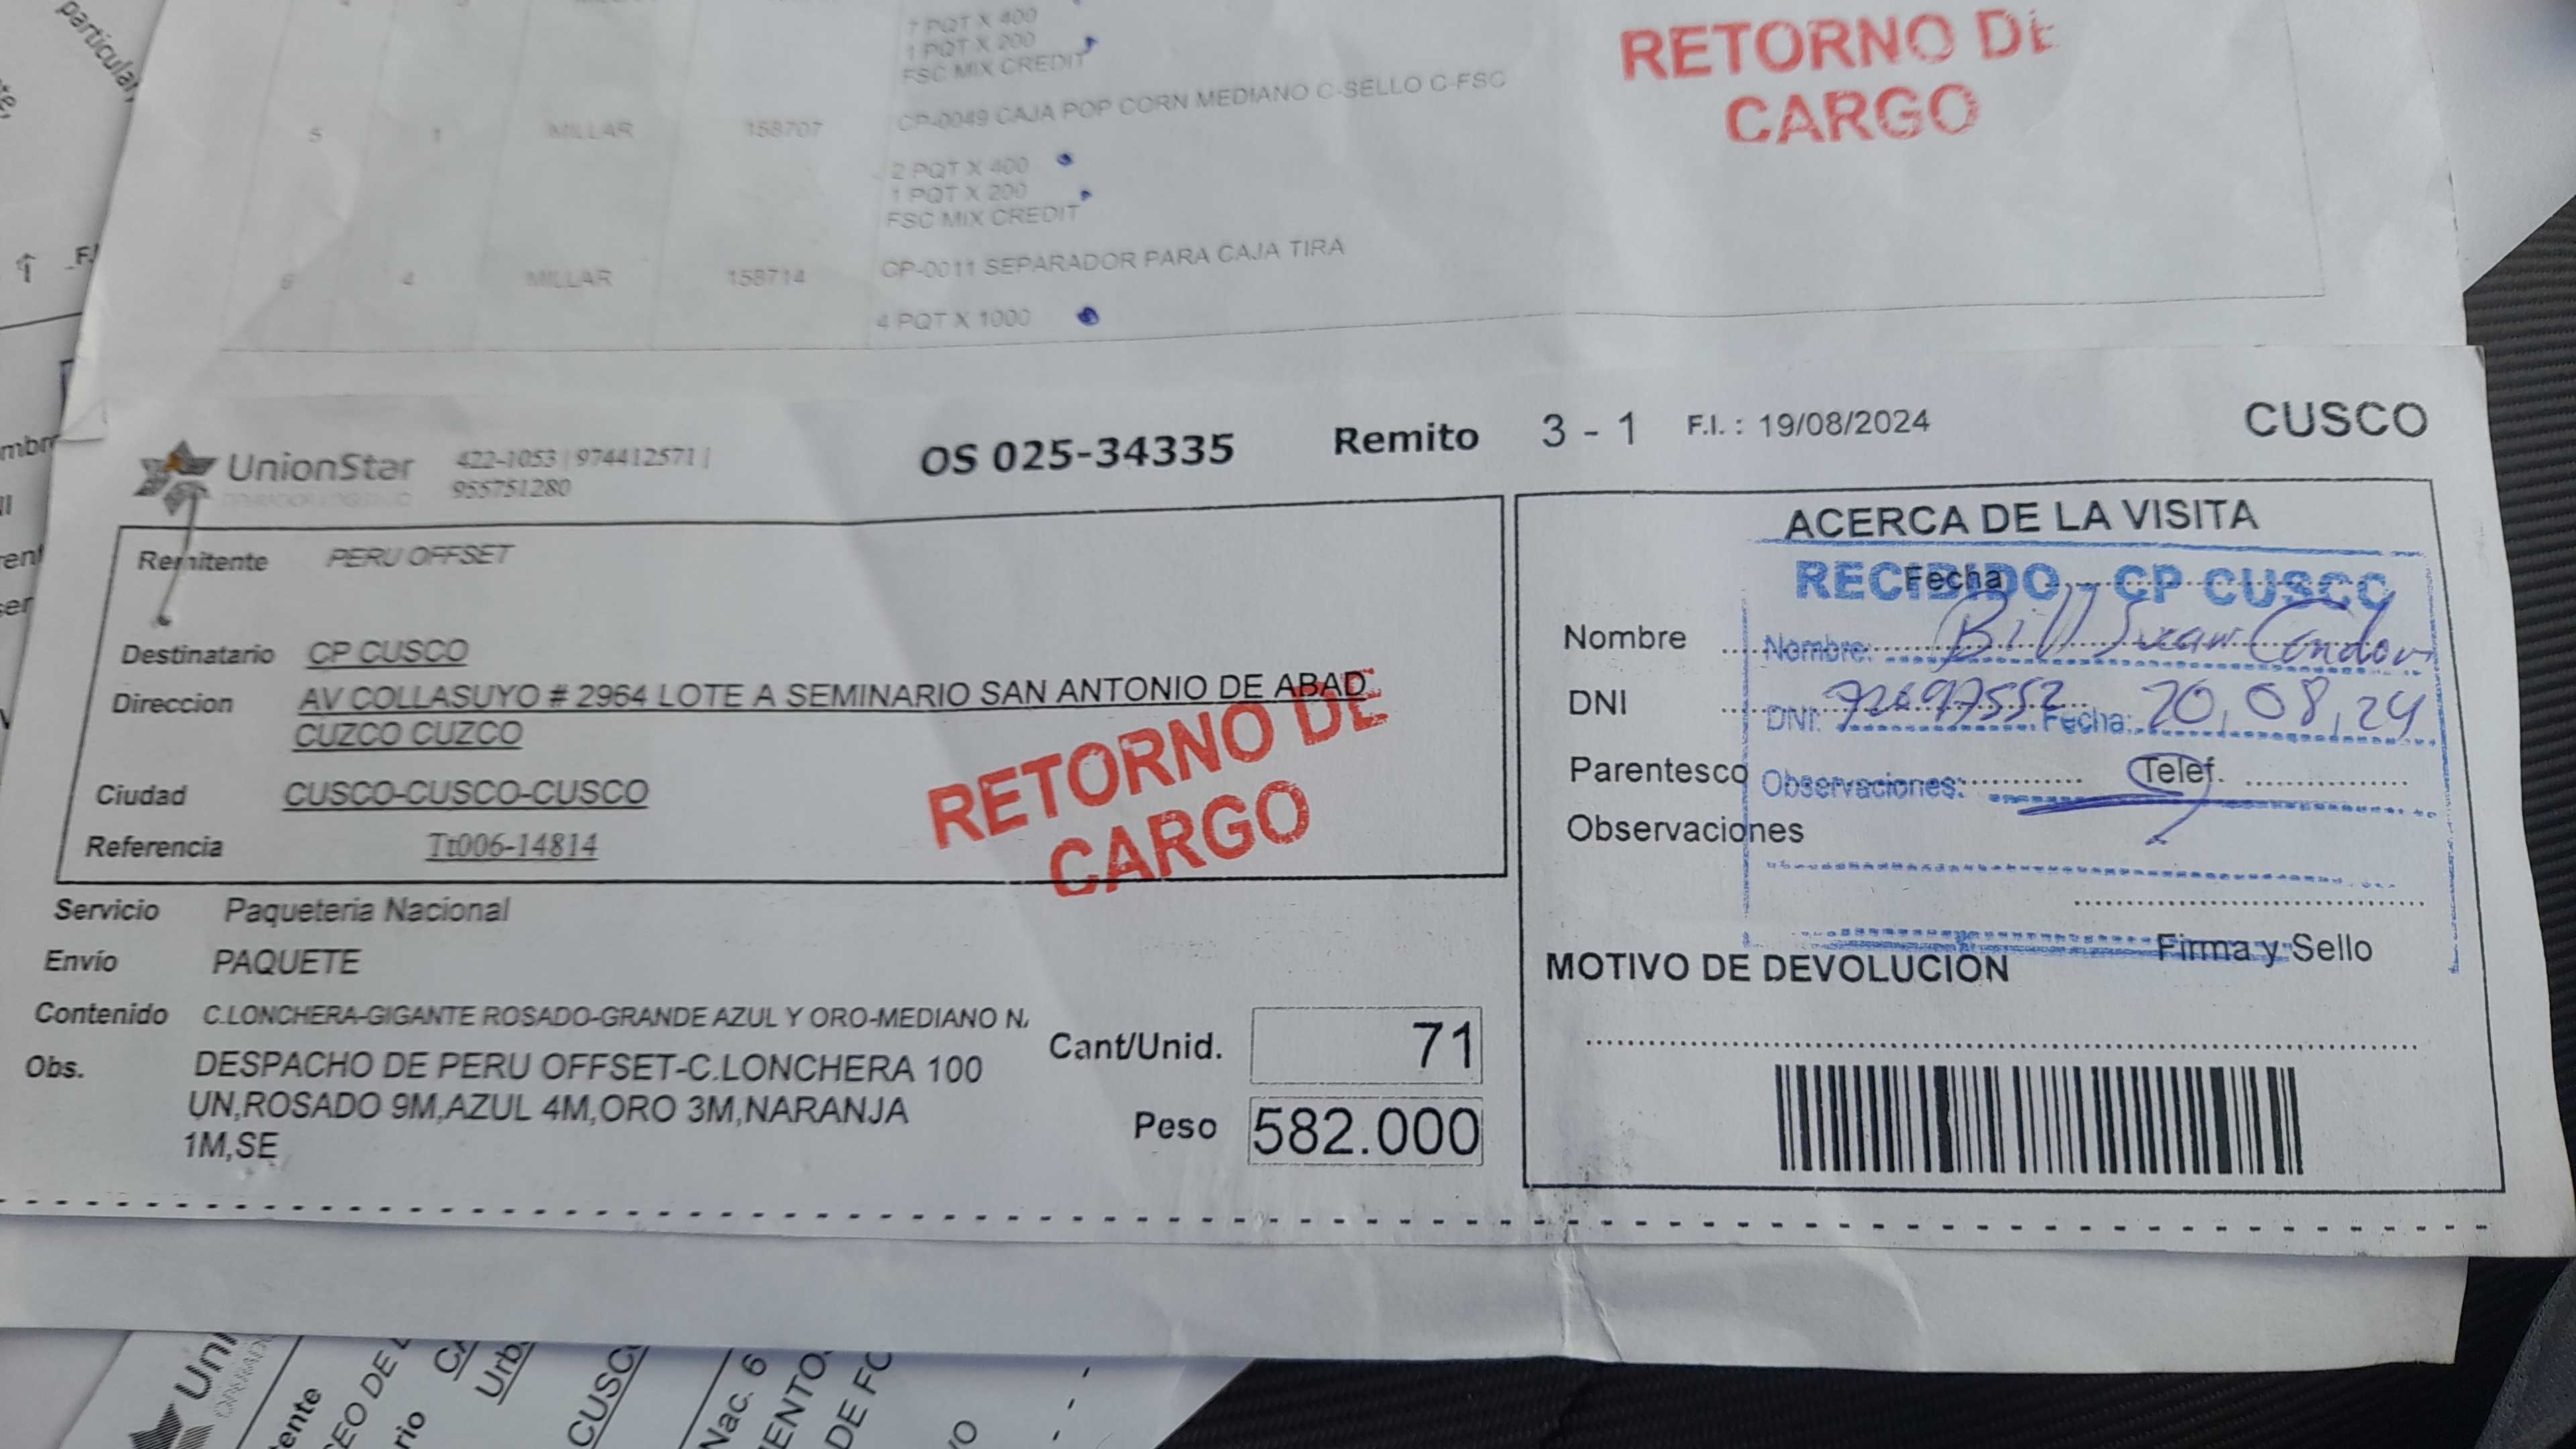 particular,
7 PQT X 400
1 PQT X 200
FSC MIX CREDIT
RETORNO DE
CARGO
5 1 MILLAR 158707 CP-0049 CAJA POP CORN MEDIANO C-SELLO C-FSC
2 PQT X 400
1 PQT X 200
FSC MIX CREDIT
6 4 MILLAR 158714 CP-0011 SEPARADOR PARA CAJA TIRA
4 PQT X 1000
UnionStar
422-1053 | 974412571 |
955751280
OS 025-34335 Remito 3 - 1 F.I. : 19/08/2024 CUSCO
Remitente PERU OFFSET
Destinatario CP CUSCO
Direccion AV COLLASUYO # 2964 LOTE A SEMINARIO SAN ANTONIO DE ABAD
CUZCO CUZCO
Ciudad CUSCO-CUSCO-CUSCO
Referencia Tt006-14814
RETORNO DE
CARGO
Servicio Paqueteria Nacional
Envío PAQUETE
Contenido C.LONCHERA-GIGANTE ROSADO-GRANDE AZUL Y ORO-MEDIANO N
Obs. DESPACHO DE PERU OFFSET-C.LONCHERA 100
UN,ROSADO 9M,AZUL 4M,ORO 3M,NARANJA
1M,SE
Cant/Unid. 71
Peso 582.000
ACERCA DE LA VISITA
Fecha
RECIBIDO - CP CUSCO
Nombre
Nombre: Bill
DNI
DNI: 72697552 Fecha: 20,08,24
Parentesco Telef.
Observaciones:
Observaciones
Firma y Sello
MOTIVO DE DEVOLUCION